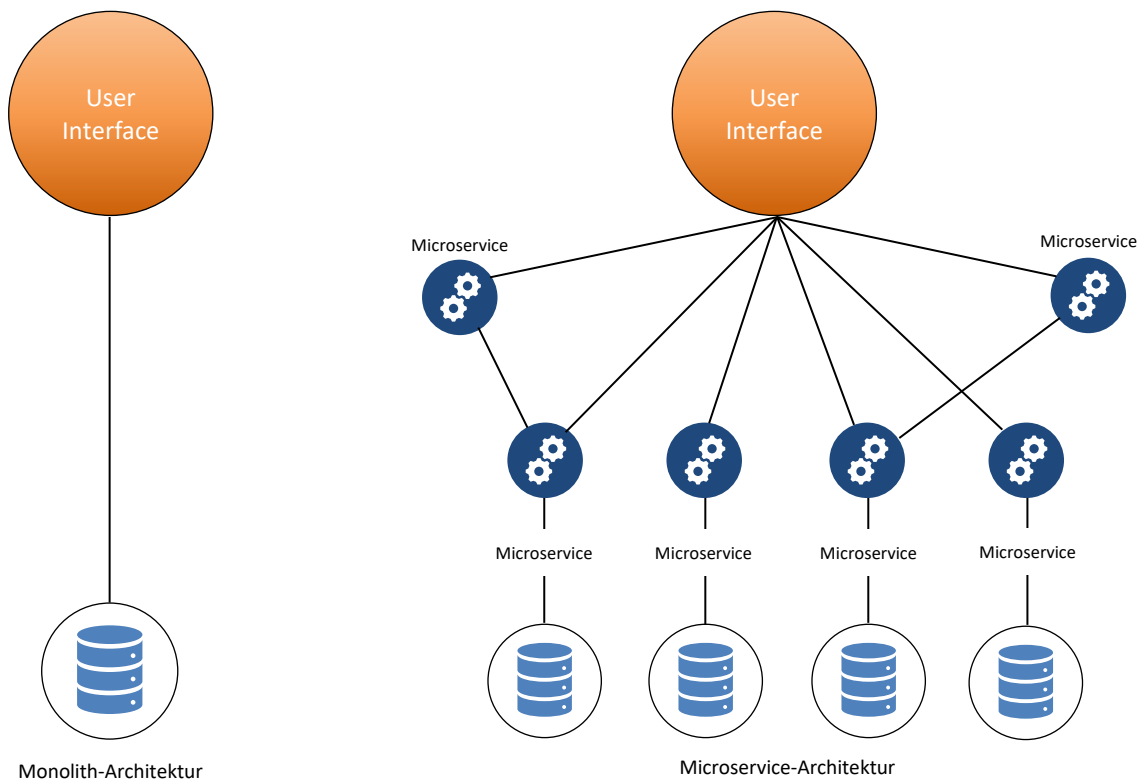 User
Interface
User
Interface
Microservice
Microservice
Microservice
Microservice
Microservice
Microservice
Monolith-Architektur
Microservice-Architektur